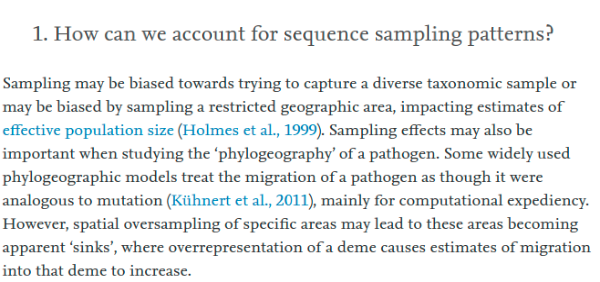 1. How can we account for sequence sampling patterns?
Sampling may be biased towards trying to capture a diverse taxonomic sample or
may be biased by sampling a restricted geographic area, impacting estimates of
effective population size (Holmes et al., 1999). Sampling effects may also be
important when studying the ‘phylogeography’ of a pathogen. Some widely used
phylogeographic models treat the migration of a pathogen as though it were
analogous to mutation (Kühnert et al., 2011), mainly for computational expediency.
However, spatial oversampling of specific areas may lead to these areas becoming
apparent ‘sinks’, where overrepresentation of a deme causes estimates of migration
into that deme to increase.